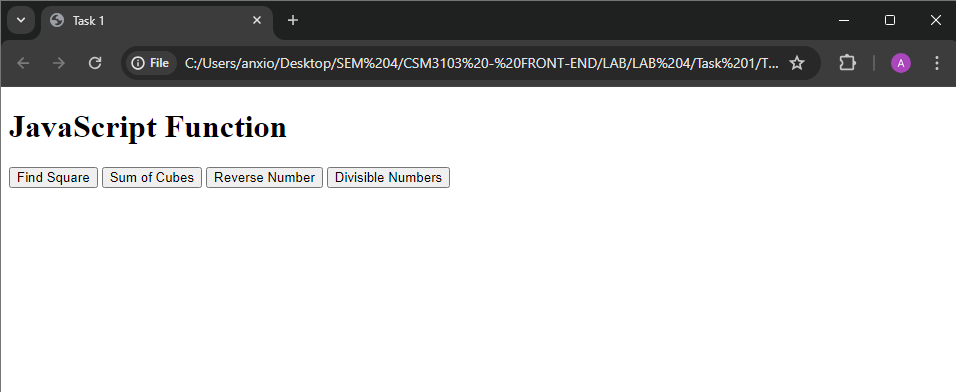 Task 1
File C:/Users/anxio/Desktop/SEM%204/CSM3103%20-%20FRONT-END/LAB/LAB%204/Task%201/T...
A
JavaScript Function
Find Square Sum of Cubes Reverse Number Divisible Numbers